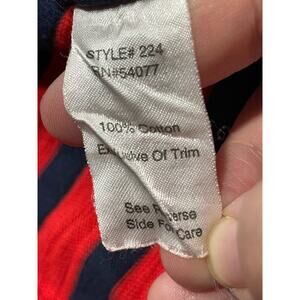 STYLE# 224
RN#54077
100% Cotton
Exclusive Of Trim
See Reverse
Side For Care